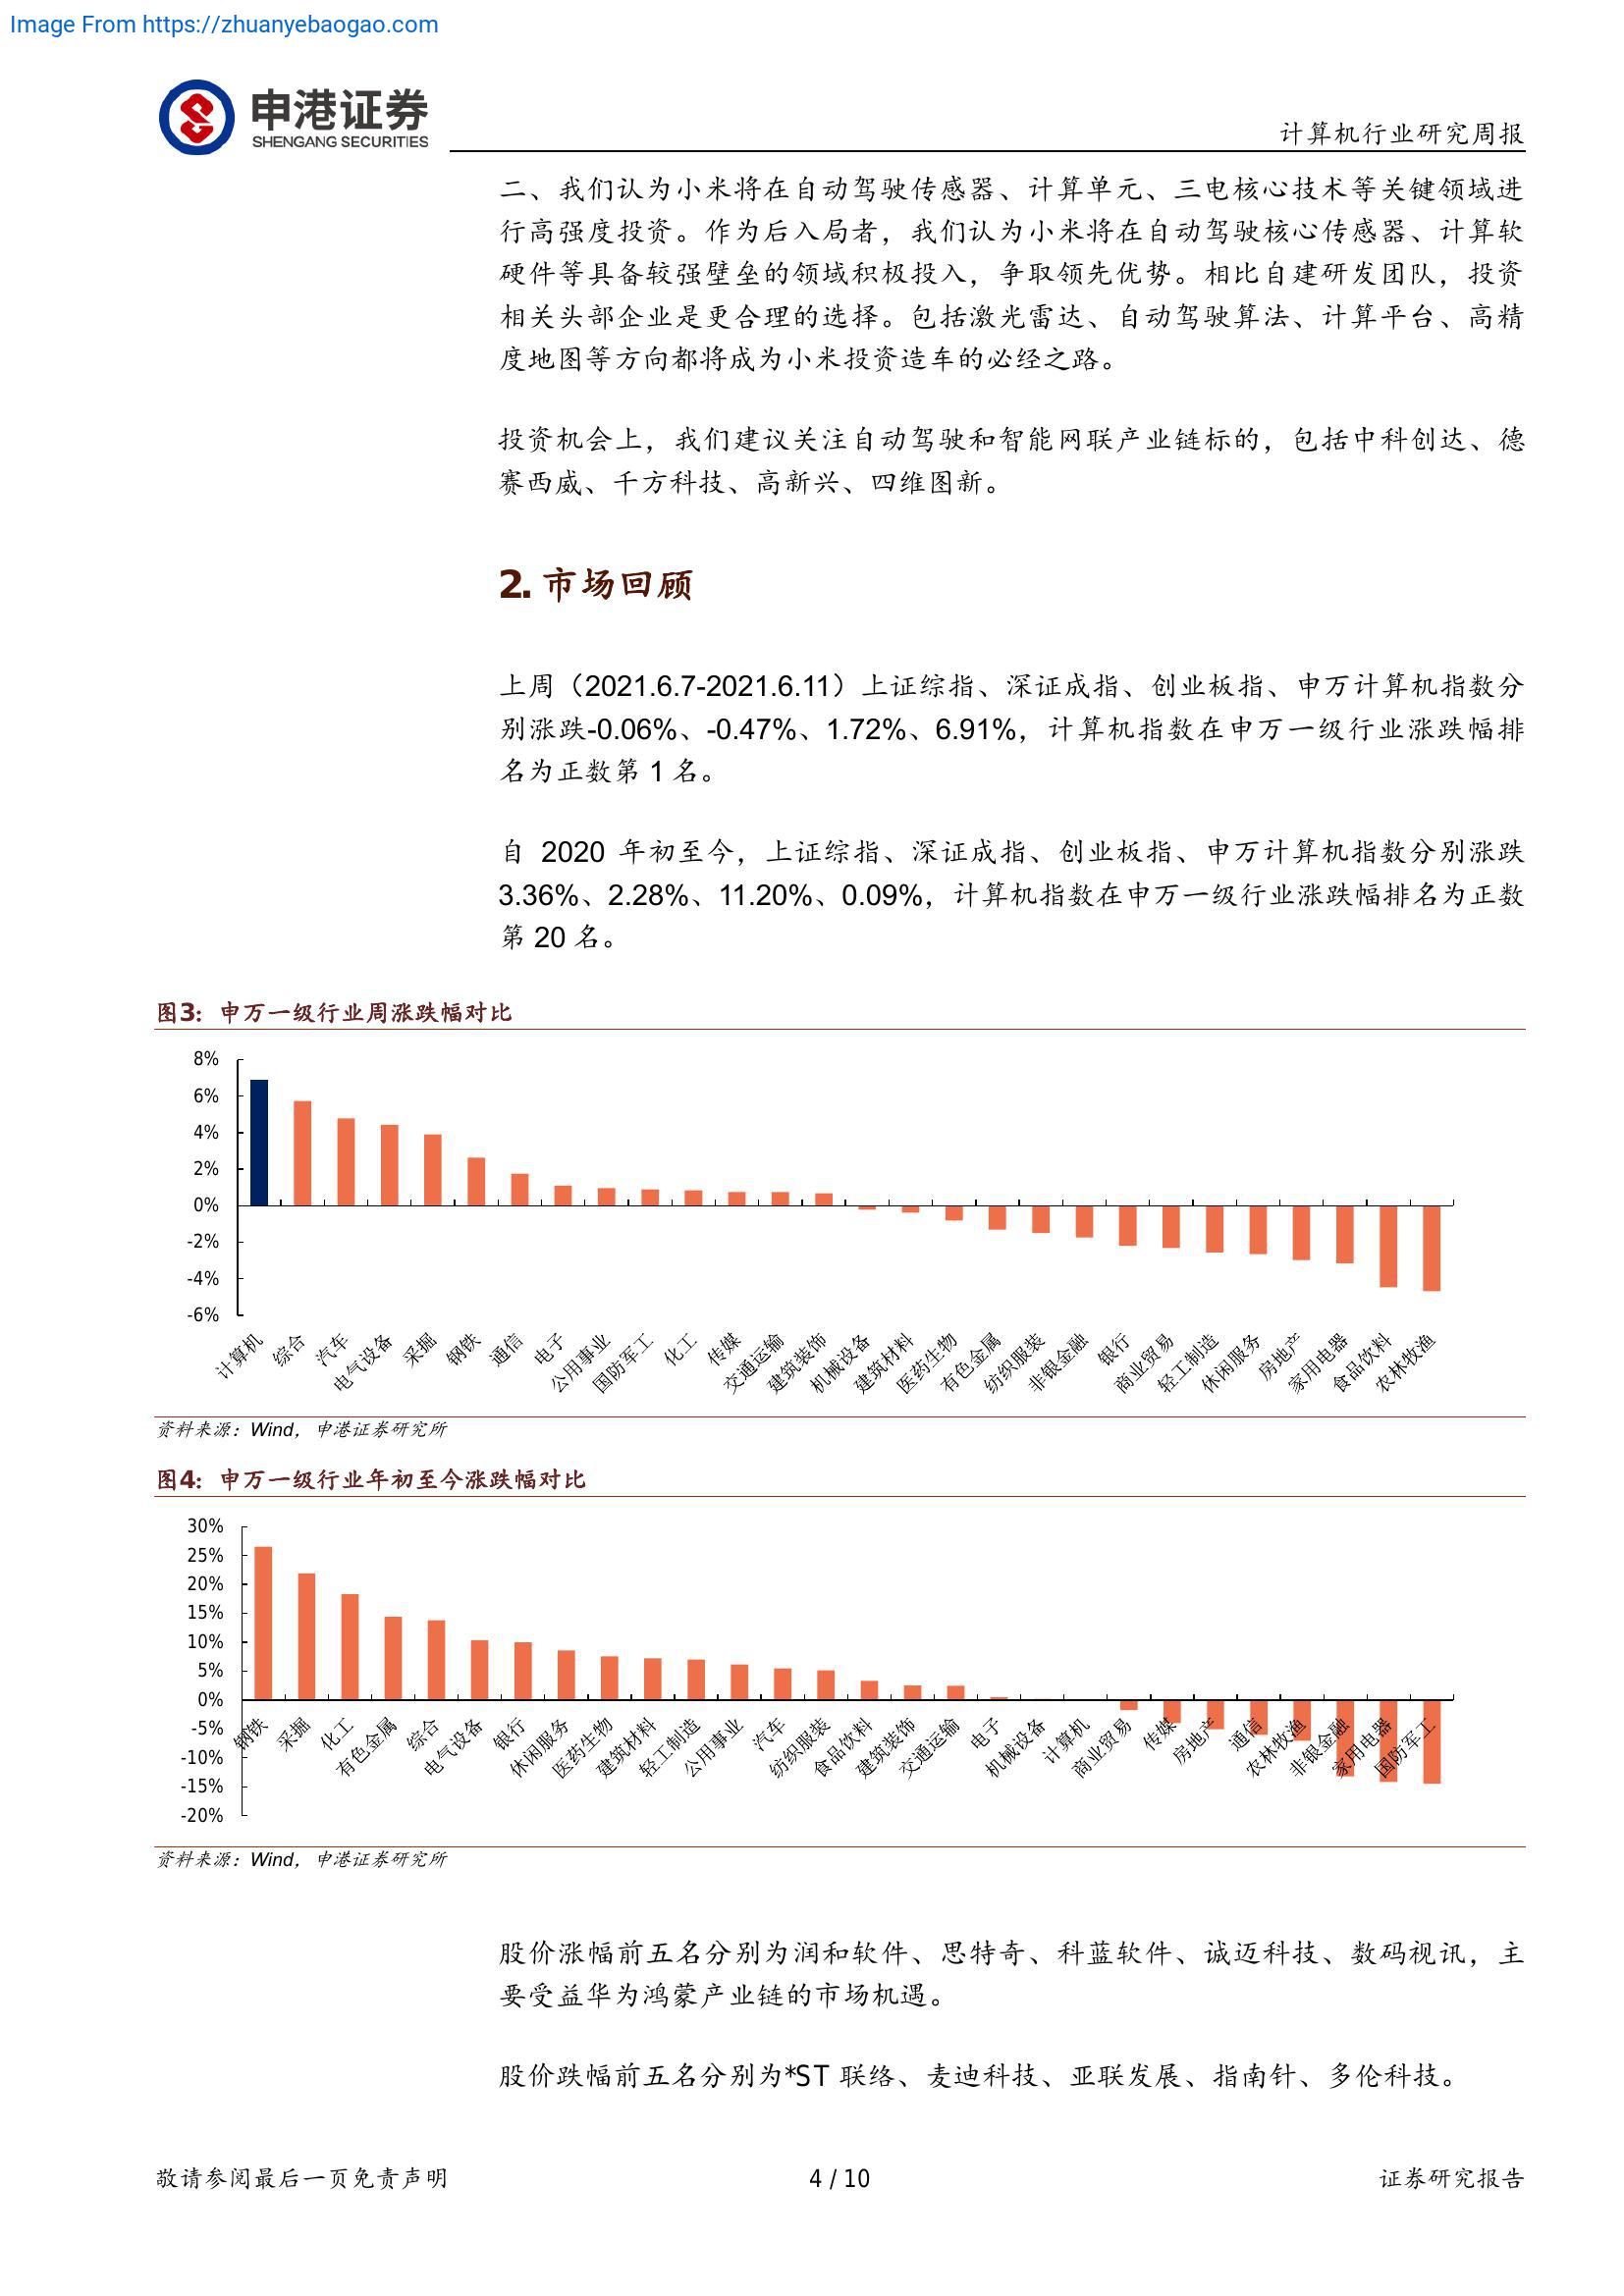 Image From https://zhuanyebaogao.com
申港证券
SHENGANG SECURITIES
计算机行业研究周报
二、我们认为小米将在自动驾驶传感器、计算单元、三电核心技术等关键领域进
行高强度投资。作为后入局者，我们认为小米将在自动驾驶核心传感器、计算软
硬件等具备较强壁垒的领域积极投入，争取领先优势。相比自建研发团队，投资
相关头部企业是更合理的选择。包括激光雷达、自动驾驶算法、计算平台、高精
度地图等方向都将成为小米投资造车的必经之路。
投资机会上，我们建议关注自动驾驶和智能网联产业链标的，包括中科创达、德
赛西威、千方科技、高新兴、四维图新。
2. 市场回顾
上周（2021.6.7-2021.6.11）上证综指、深证成指、创业板指、申万计算机指数分
别涨跌-0.06%、-0.47%、1.72%、6.91%，计算机指数在申万一级行业涨跌幅排
名为正数第 1 名。
自 2020 年初至今，上证综指、深证成指、创业板指、申万计算机指数分别涨跌
3.36%、2.28%、11.20%、0.09%，计算机指数在申万一级行业涨跌幅排名为正数
第 20 名。
图3：申万一级行业周涨跌幅对比
8%
6%
4%
2%
0%
-2%
-4%
-6%
计算机 综合 汽车 电气设备 采掘 钢铁 通信 电子 公用事业 国防军工 化工 传媒 交通运输 建筑装饰 机械设备 建筑材料 医药生物 有色金属 纺织服装 非银金融 银行 商业贸易 轻工制造 休闲服务 房地产 家用电器 食品饮料 农林牧渔
资料来源：Wind，申港证券研究所
图4：申万一级行业年初至今涨跌幅对比
30%
25%
20%
15%
10%
5%
0%
-5%
-10%
-15%
-20%
钢铁 采掘 化工 有色金属 综合 电气设备 银行 休闲服务 医药生物 建筑材料 轻工制造 公用事业 汽车 纺织服装 食品饮料 建筑装饰 交通运输 电子 机械设备 计算机 商业贸易 传媒 房地产 通信 农林牧渔 非银金融 家用电器 国防军工
资料来源：Wind，申港证券研究所
股价涨幅前五名分别为润和软件、思特奇、科蓝软件、诚迈科技、数码视讯，主
要受益华为鸿蒙产业链的市场机遇。
股价跌幅前五名分别为*ST 联络、麦迪科技、亚联发展、指南针、多伦科技。
敬请参阅最后一页免责声明
4 / 10
证券研究报告